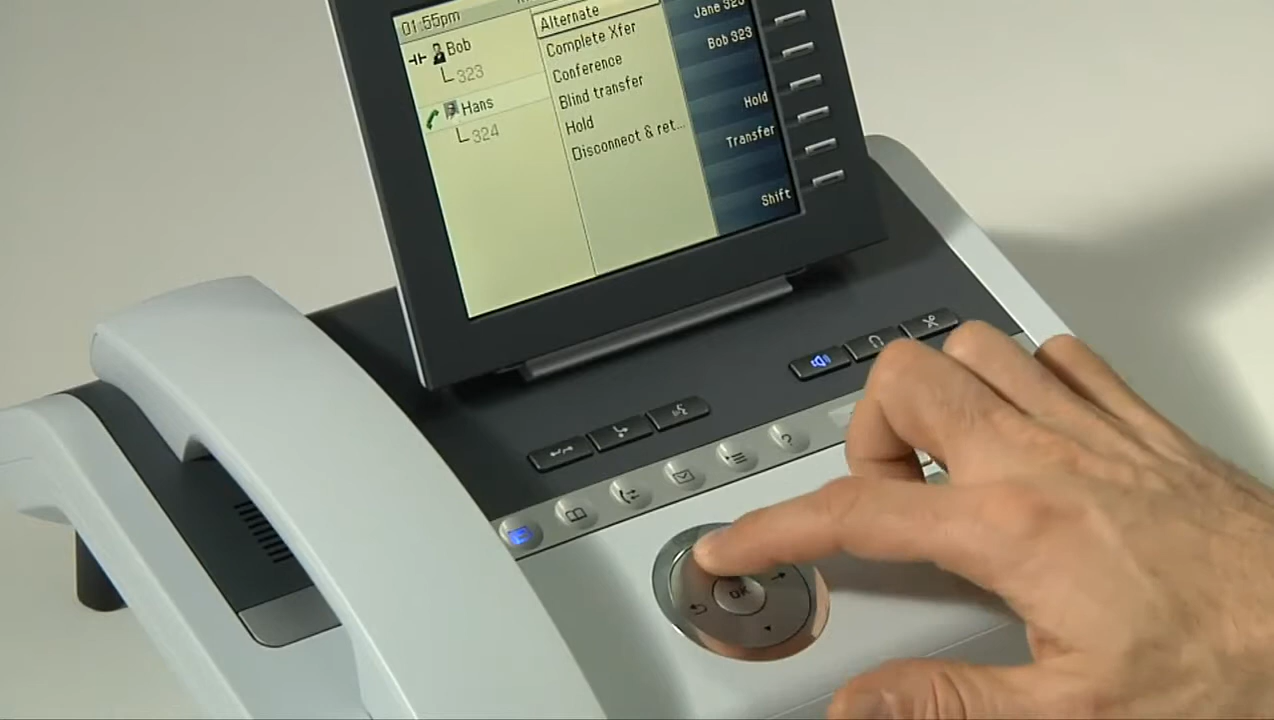 01:55pm
Bob
323
Hans
324
Alternate
Complete Xfer
Conference
Blind transfer
Hold
Disconnect & ret...
Jane 323
Bob 323
Hold
Transfer
Shift
?
OK